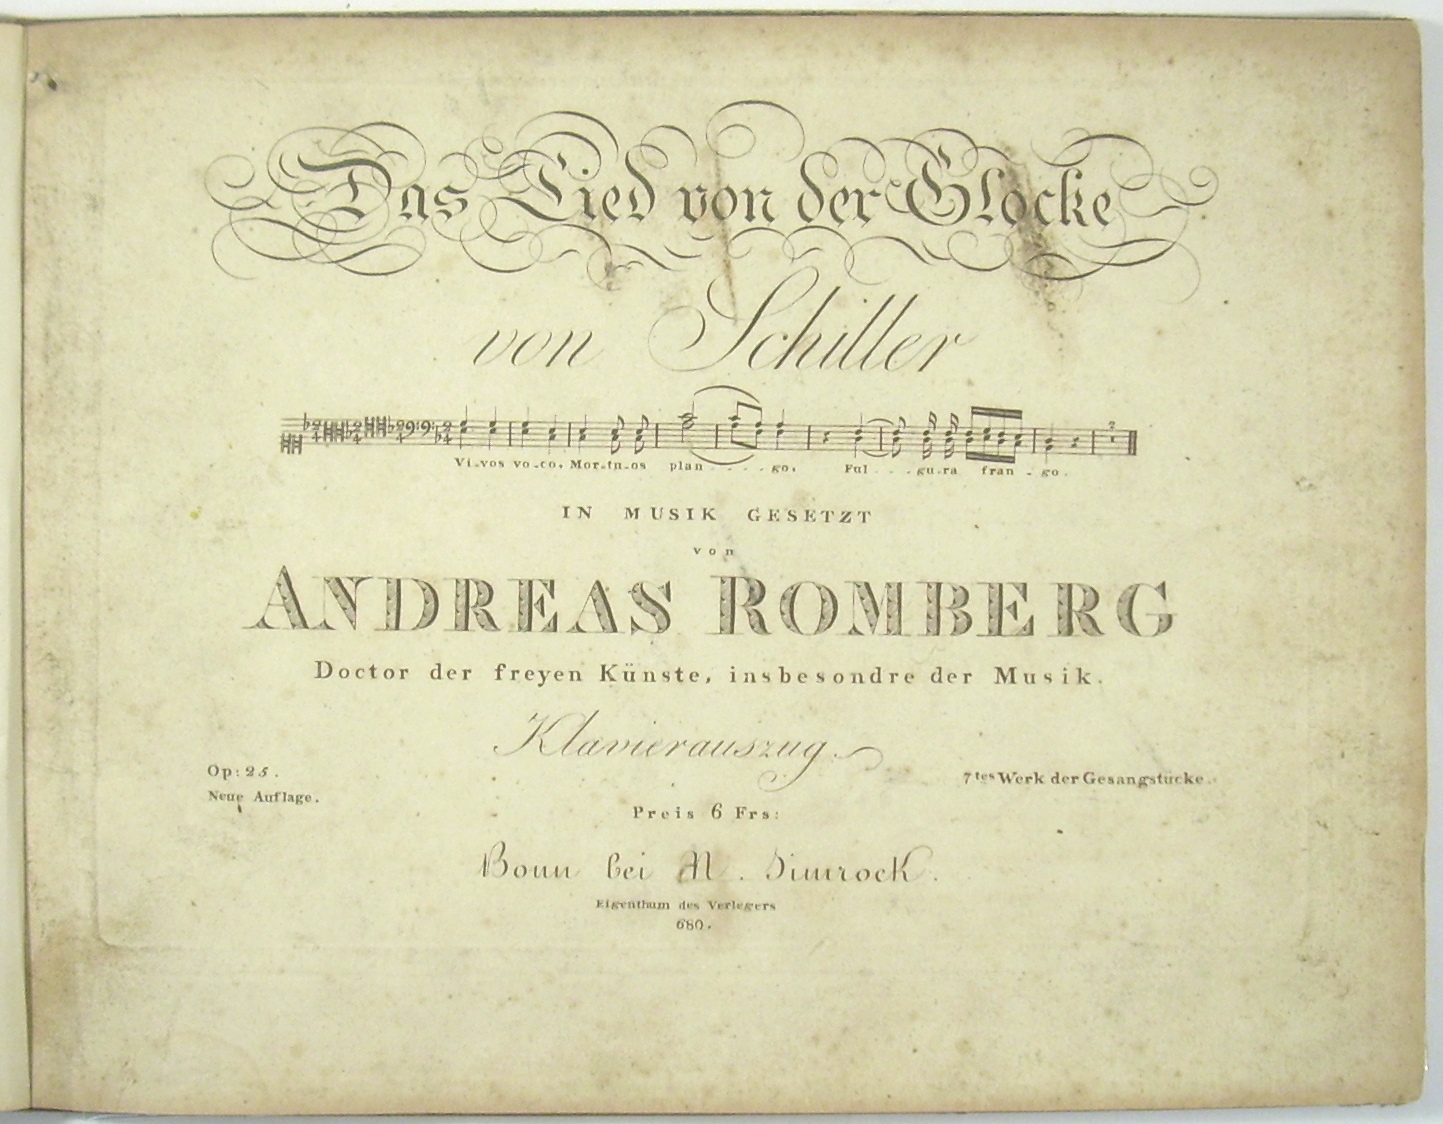 Das Lied von der Glocke
von Schiller
Vi-vos vo-co. Mor-tu-os plan - - - go. Ful - - gu-ra fran - go.
IN MUSIK GESETZT
von
ANDREAS ROMBERG
Doctor der freyen Künste, insbesondre der Musik.
Klavierauszug.
Op: 25.
7tes Werk der Gesangstücke.
Neue Auflage.
Preis 6 Frs:
Bonn bei N. Simrock.
Eigenthum des Verlegers
680.